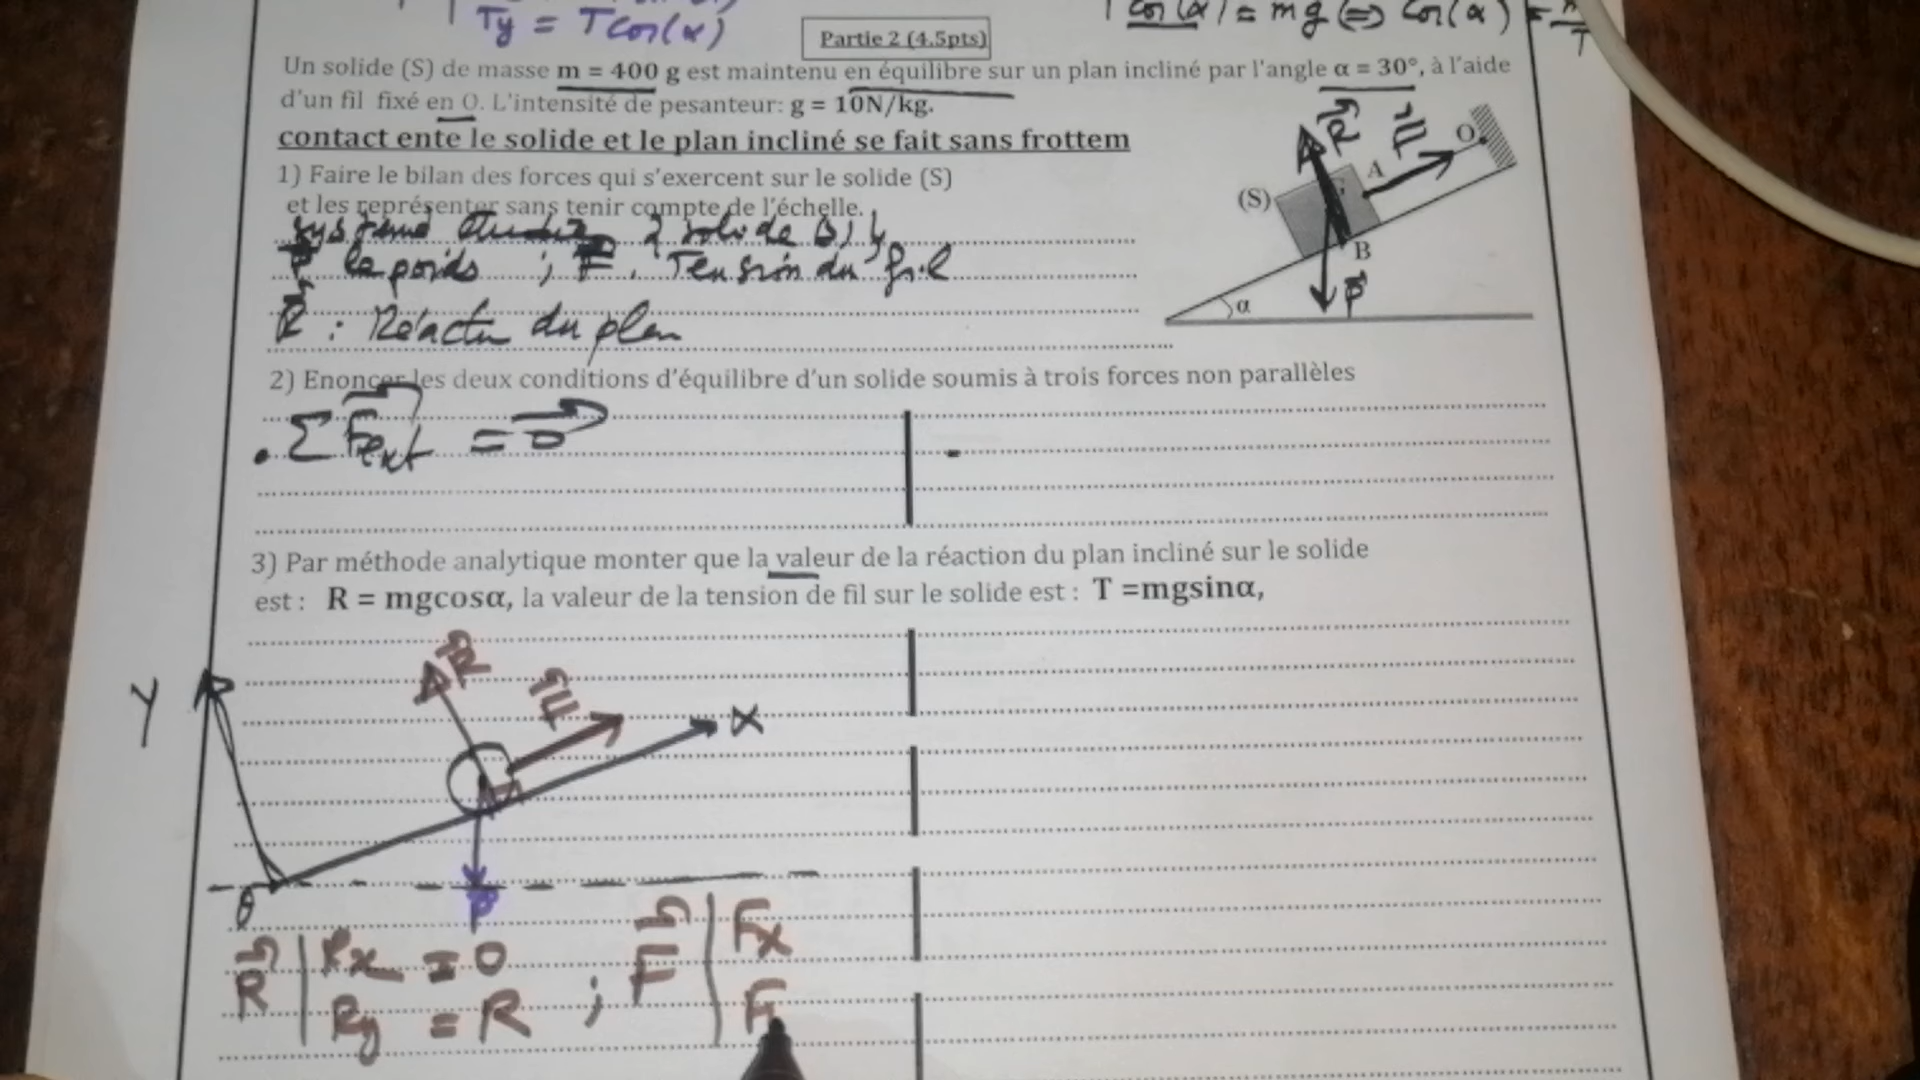 Ty = T cos(α)
T cos(α) = mg ⟺ cos(α) =
T
Partie 2 (4.5pts)
Un solide (S) de masse m = 400 g est maintenu en équilibre sur un plan incliné par l'angle α = 30°, à l'aide
d'un fil fixé en O. L'intensité de pesanteur: g = 10N/kg.
contact ente le solide et le plan incliné se fait sans frottem
1) Faire le bilan des forces qui s'exercent sur le solide (S)
et les représenter sans tenir compte de l'échelle.
solide
P le poids ; F : Tension du fil
R : Réaction du plan
R F
A O
(S)
B
α P
2) Enoncer les deux conditions d'équilibre d'un solide soumis à trois forces non parallèles
. Σ Fext = 0 -
3) Par méthode analytique monter que la valeur de la réaction du plan incliné sur le solide
est : R = mgcosα, la valeur de la tension de fil sur le solide est : T =mgsinα,
R F
Y x
θ P
R | Rx = 0 ; F | Fx
Ry = R F